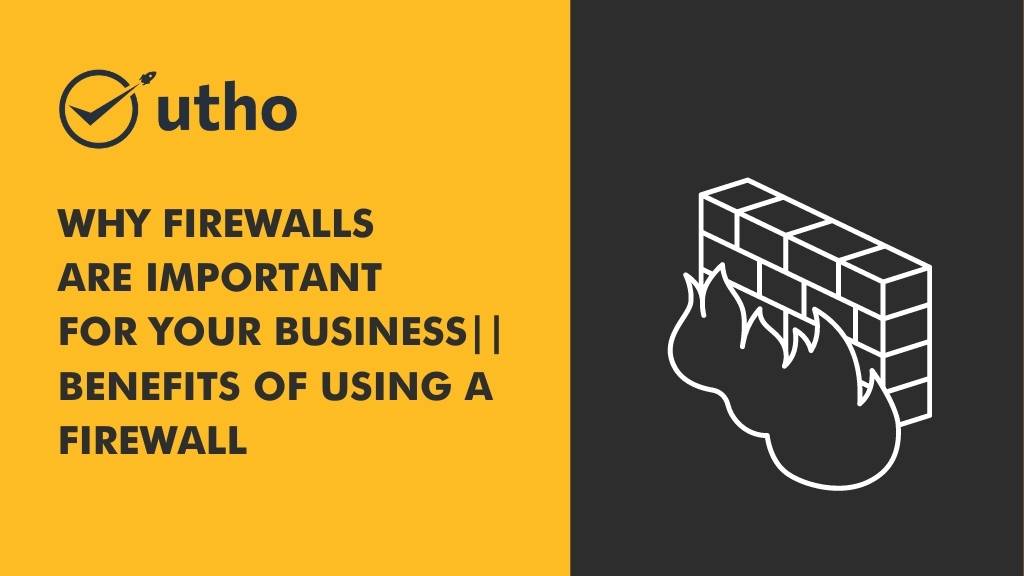 utho
WHY FIREWALLS
ARE IMPORTANT
FOR YOUR BUSINESS||
BENEFITS OF USING A
FIREWALL